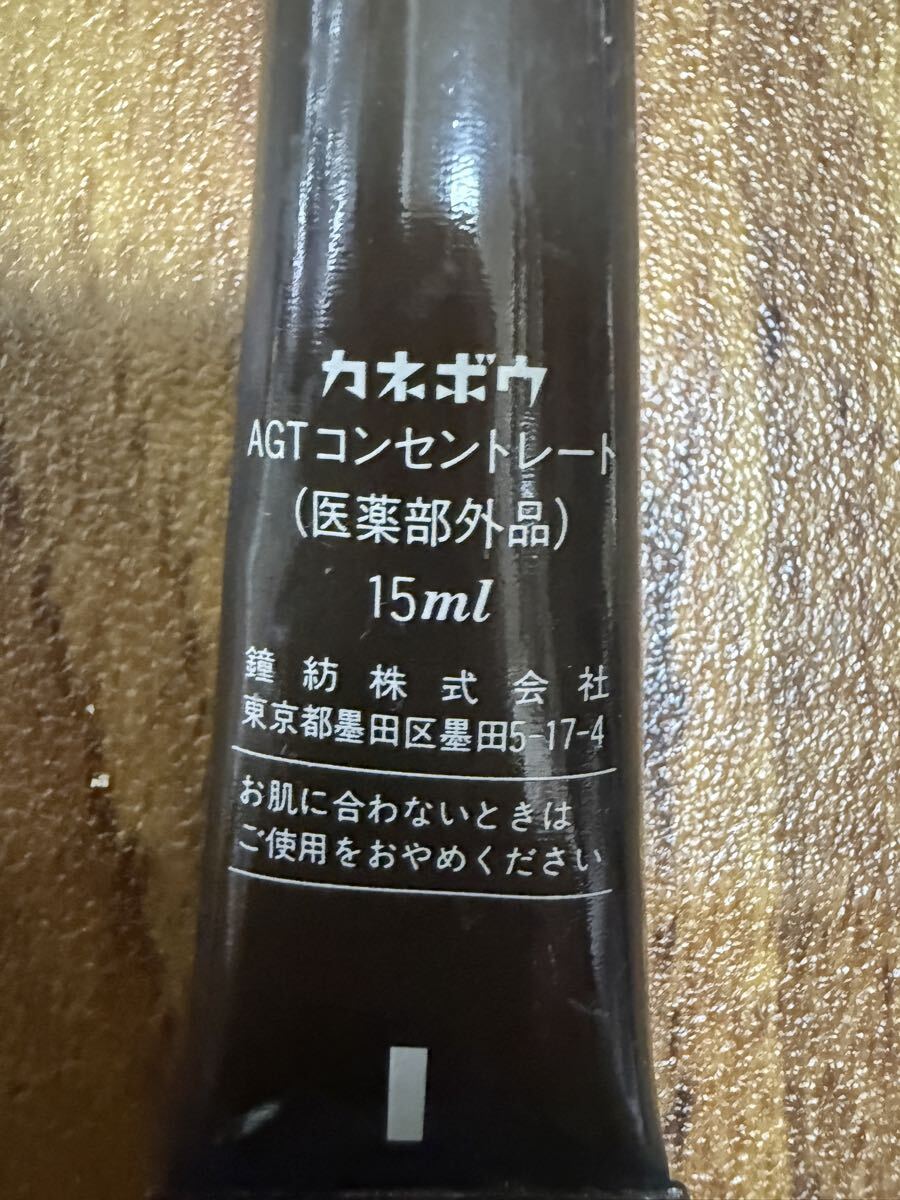 カネボウ
AGTコンセントレート
(医薬部外品)
15ml
鐘紡株式会社
東京都墨田区墨田5-17-4
お肌に合わないときは
ご使用をおやめください